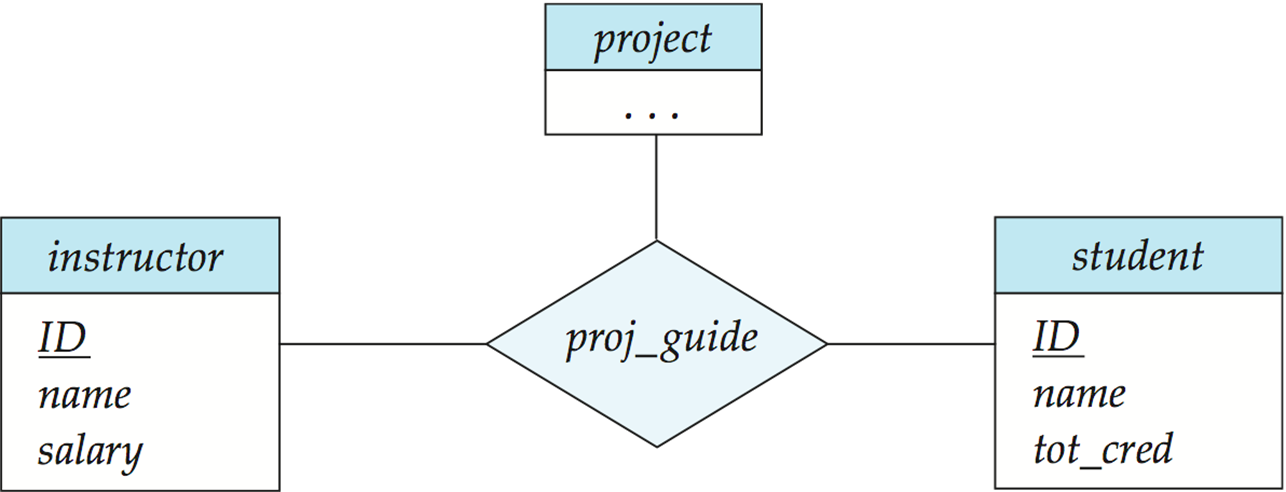 project
. . .
instructor
ID
name
salary
proj_guide
student
ID
name
tot_cred